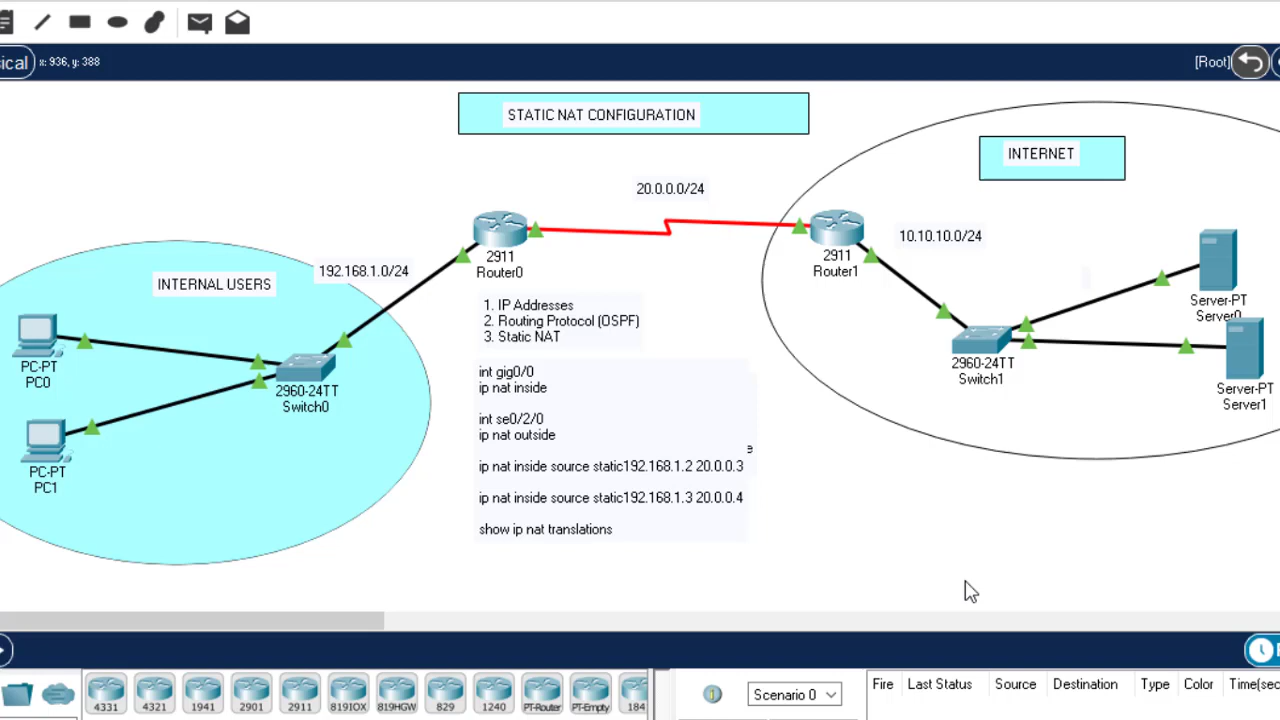 ical
x: 936, y: 388
[Root]
STATIC NAT CONFIGURATION
INTERNET
20.0.0.0/24
10.10.10.0/24
2911
Router0
2911
Router1
192.168.1.0/24
INTERNAL USERS
Server-PT
Server0
1. IP Addresses
2. Routing Protocol (OSPF)
3. Static NAT
PC-PT
PC0
2960-24TT
Switch0
2960-24TT
Switch1
Server-PT
Server1
int gig0/0
ip nat inside
int se0/2/0
ip nat outside
e
ip nat inside source static192.168.1.2 20.0.0.3
PC-PT
PC1
ip nat inside source static192.168.1.3 20.0.0.4
show ip nat translations
4331
4321
1941
2901
2911
819IOX
819HGW
829
1240
PT-Router
PT-Empty
184
Scenario 0
Fire
Last Status
Source
Destination
Type
Color
Time(sec